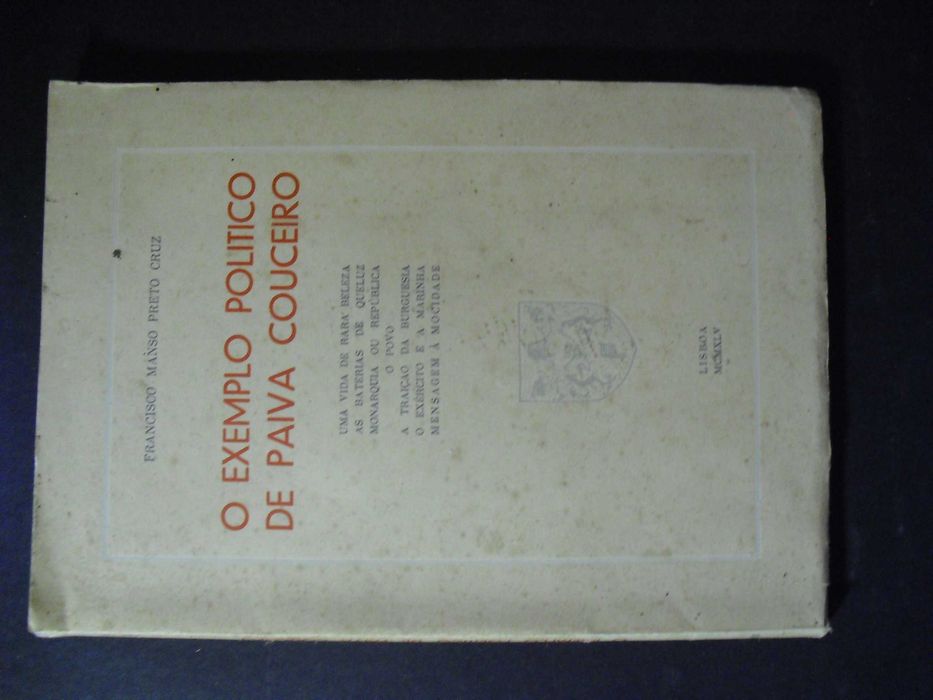 FRANCISCO MANSO PRETO CRUZ
O EXEMPLO POLITICO
DE PAIVA COUCEIRO
UMA VIDA DE RARA BELEZA
AS BATERIAS DE QUELUZ
MONARQUIA OU REPÚBLICA
O POVO
A TRAIÇÃO DA BURGUESIA
O EXÉRCITO E A MARINHA
MENSAGEM À MOCIDADE
LISBOA
MCMXLV